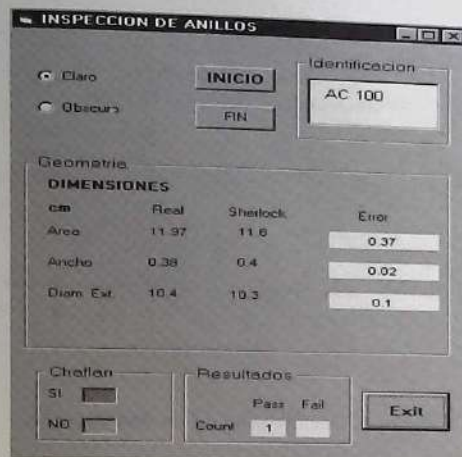 INSPECCION DE ANILLOS
Claro
INICIO
Identificacion
AC 100
Obscuro
FIN
Geometria
DIMENSIONES
cm Real Sherlock Error
Area 11.97 11.6 0.37
Ancho 0.38 0.4 0.02
Diam. Ext. 10.4 10.3 0.1
Chaflan
SI
NO
Resultados
Pass Fail
Count 1
Exit